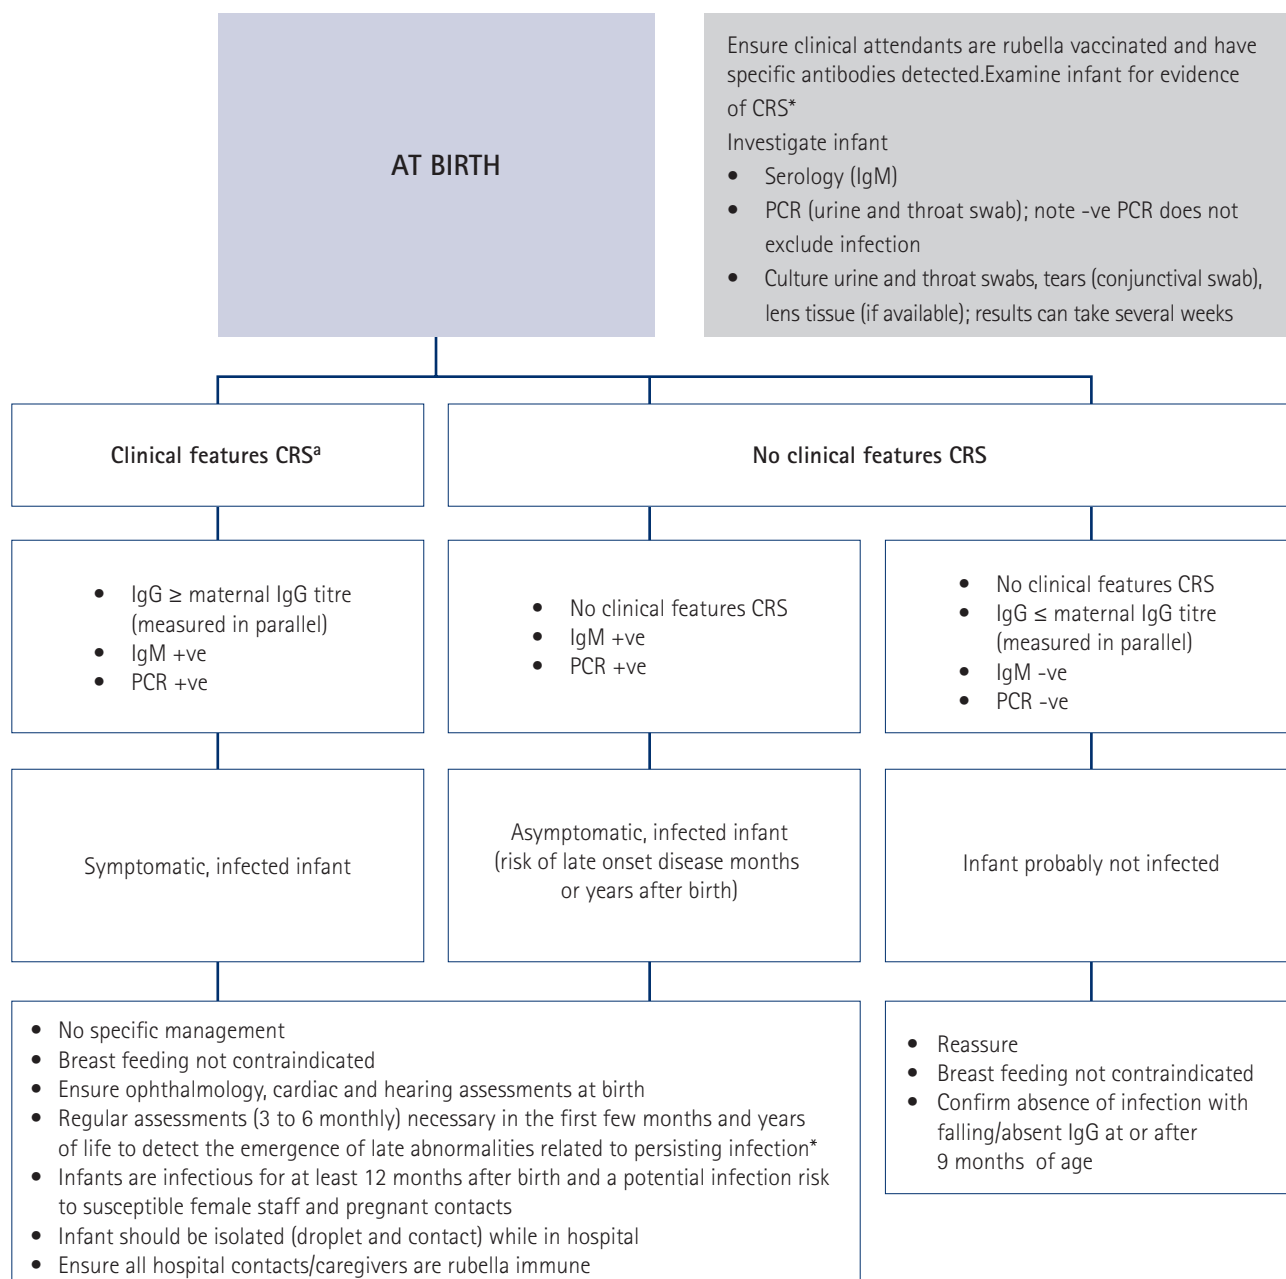 AT BIRTH
Ensure clinical attendants are rubella vaccinated and have
specific antibodies detected.Examine infant for evidence
of CRS*
Investigate infant
• Serology (IgM)
• PCR (urine and throat swab); note -ve PCR does not
exclude infection
• Culture urine and throat swabs, tears (conjunctival swab),
lens tissue (if available); results can take several weeks
Clinical features CRSᵃ
No clinical features CRS
• IgG ≥ maternal IgG titre
(measured in parallel)
• IgM +ve
• PCR +ve
• No clinical features CRS
• IgM +ve
• PCR +ve
• No clinical features CRS
• IgG ≤ maternal IgG titre
(measured in parallel)
• IgM -ve
• PCR -ve
Symptomatic, infected infant
Asymptomatic, infected infant
(risk of late onset disease months
or years after birth)
Infant probably not infected
• No specific management
• Breast feeding not contraindicated
• Ensure ophthalmology, cardiac and hearing assessments at birth
• Regular assessments (3 to 6 monthly) necessary in the first few months and years
of life to detect the emergence of late abnormalities related to persisting infection*
• Infants are infectious for at least 12 months after birth and a potential infection risk
to susceptible female staff and pregnant contacts
• Infant should be isolated (droplet and contact) while in hospital
• Ensure all hospital contacts/caregivers are rubella immune
• Reassure
• Breast feeding not contraindicated
• Confirm absence of infection with
falling/absent IgG at or after
9 months of age